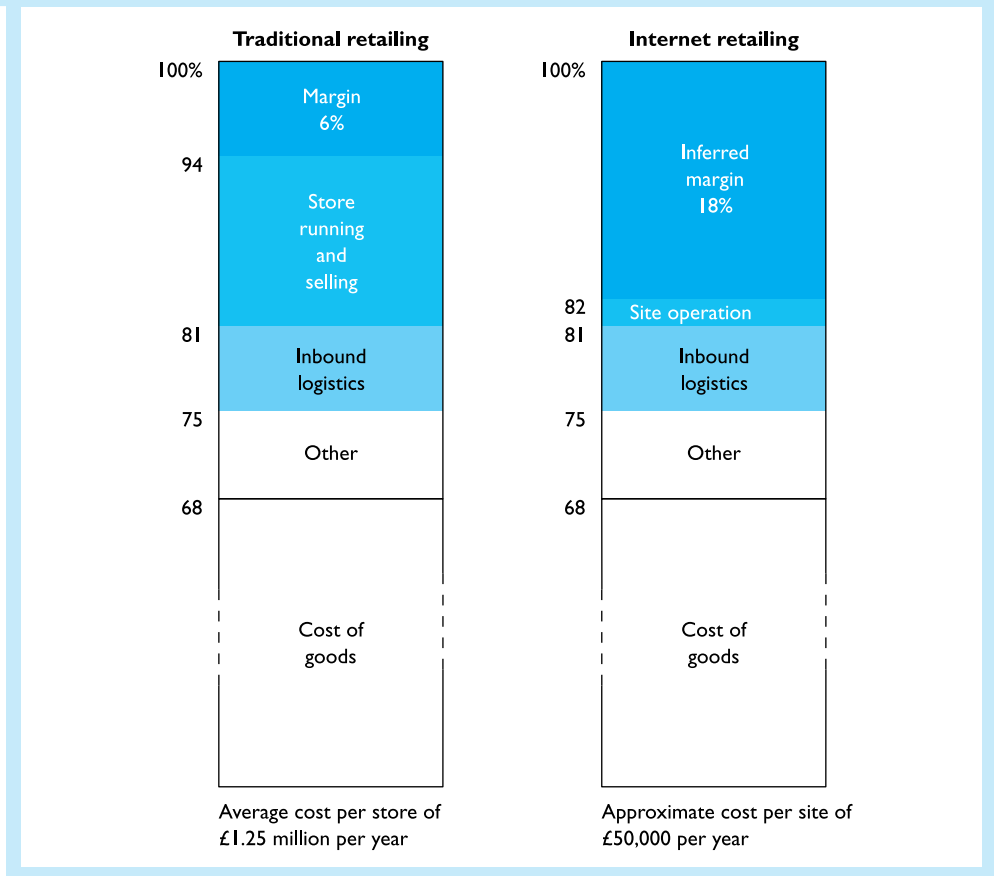 Traditional retailing
100%
Margin
6%
94
Store
running
and
selling
81
Inbound
logistics
75
Other
68
Cost of
goods
Average cost per store of
£1.25 million per year
Internet retailing
100%
Inferred
margin
18%
82
Site operation
81
Inbound
logistics
75
Other
68
Cost of
goods
Approximate cost per site of
£50,000 per year